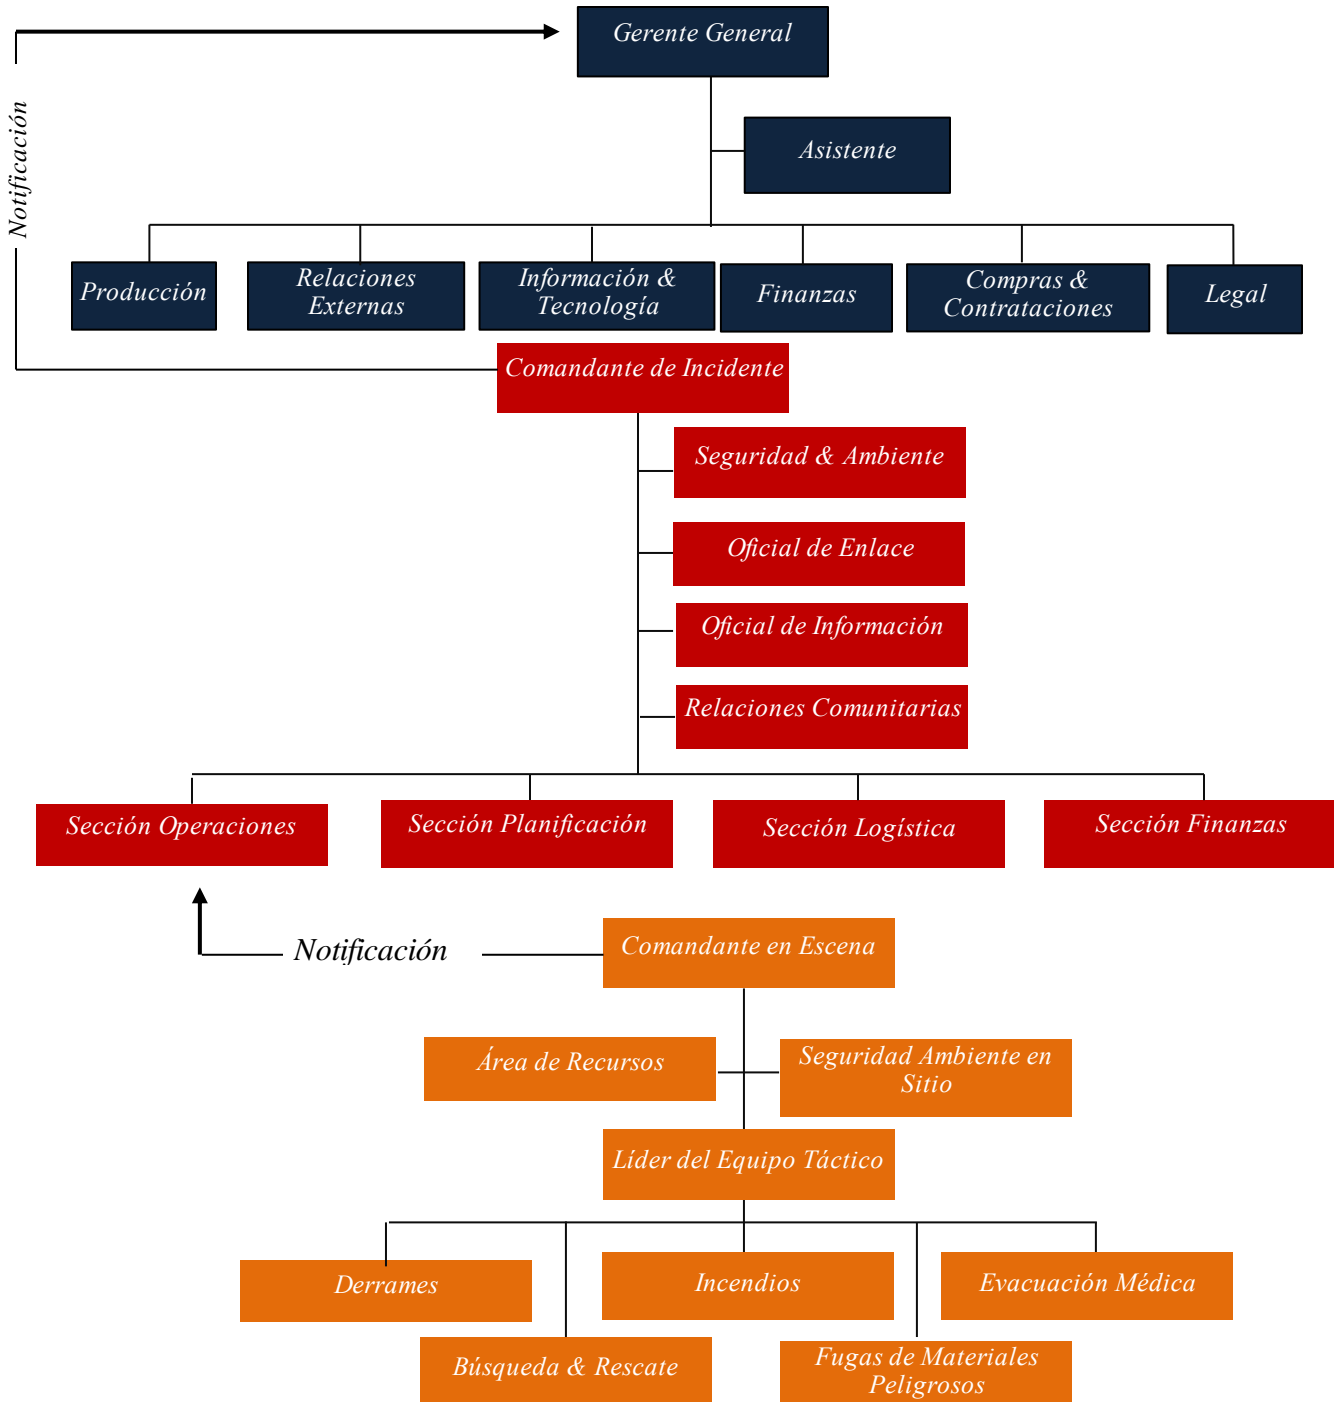 Gerente General
Asistente
Notificación
Producción
Relaciones
Externas
Información &
Tecnología
Finanzas
Compras &
Contrataciones
Legal
Comandante de Incidente
Seguridad & Ambiente
Oficial de Enlace
Oficial de Información
Relaciones Comunitarias
Sección Operaciones
Sección Planificación
Sección Logística
Sección Finanzas
Notificación
Comandante en Escena
Área de Recursos
Seguridad Ambiente en
Sitio
Líder del Equipo Táctico
Derrames
Incendios
Evacuación Médica
Búsqueda & Rescate
Fugas de Materiales
Peligrosos